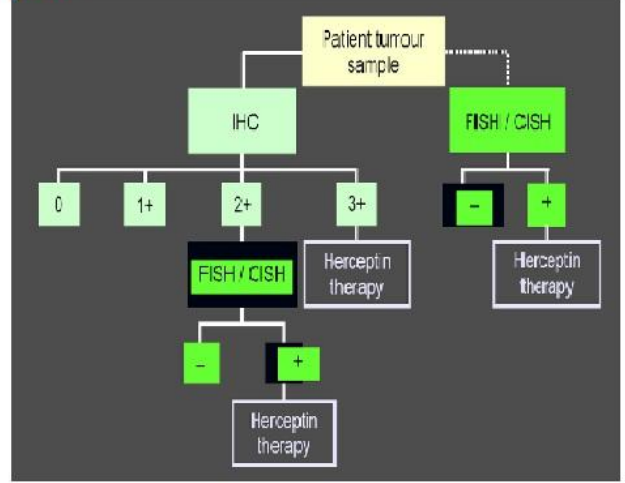 Patient tumour
sample
IHC
FISH / CISH
0
1+
2+
3+
–
+
FISH / CISH
Herceptin
therapy
Herceptin
therapy
–
+
Herceptin
therapy